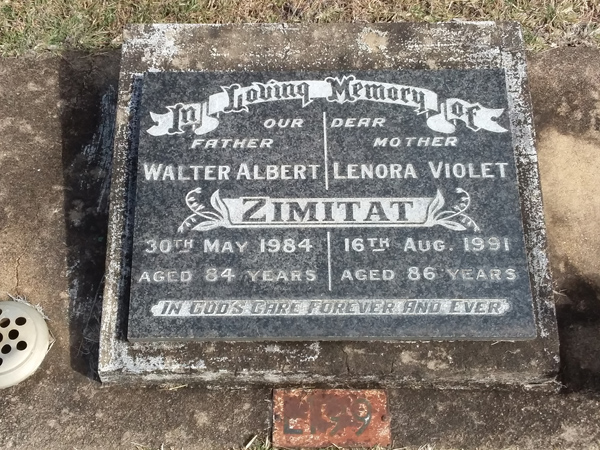 In Loving Memory of
OUR DEAR
FATHER MOTHER
WALTER ALBERT LENORA VIOLET
ZIMITAT
30TH MAY 1984 16TH AUG. 1991
AGED 84 YEARS AGED 86 YEARS
IN GOD'S CARE FOREVER AND EVER